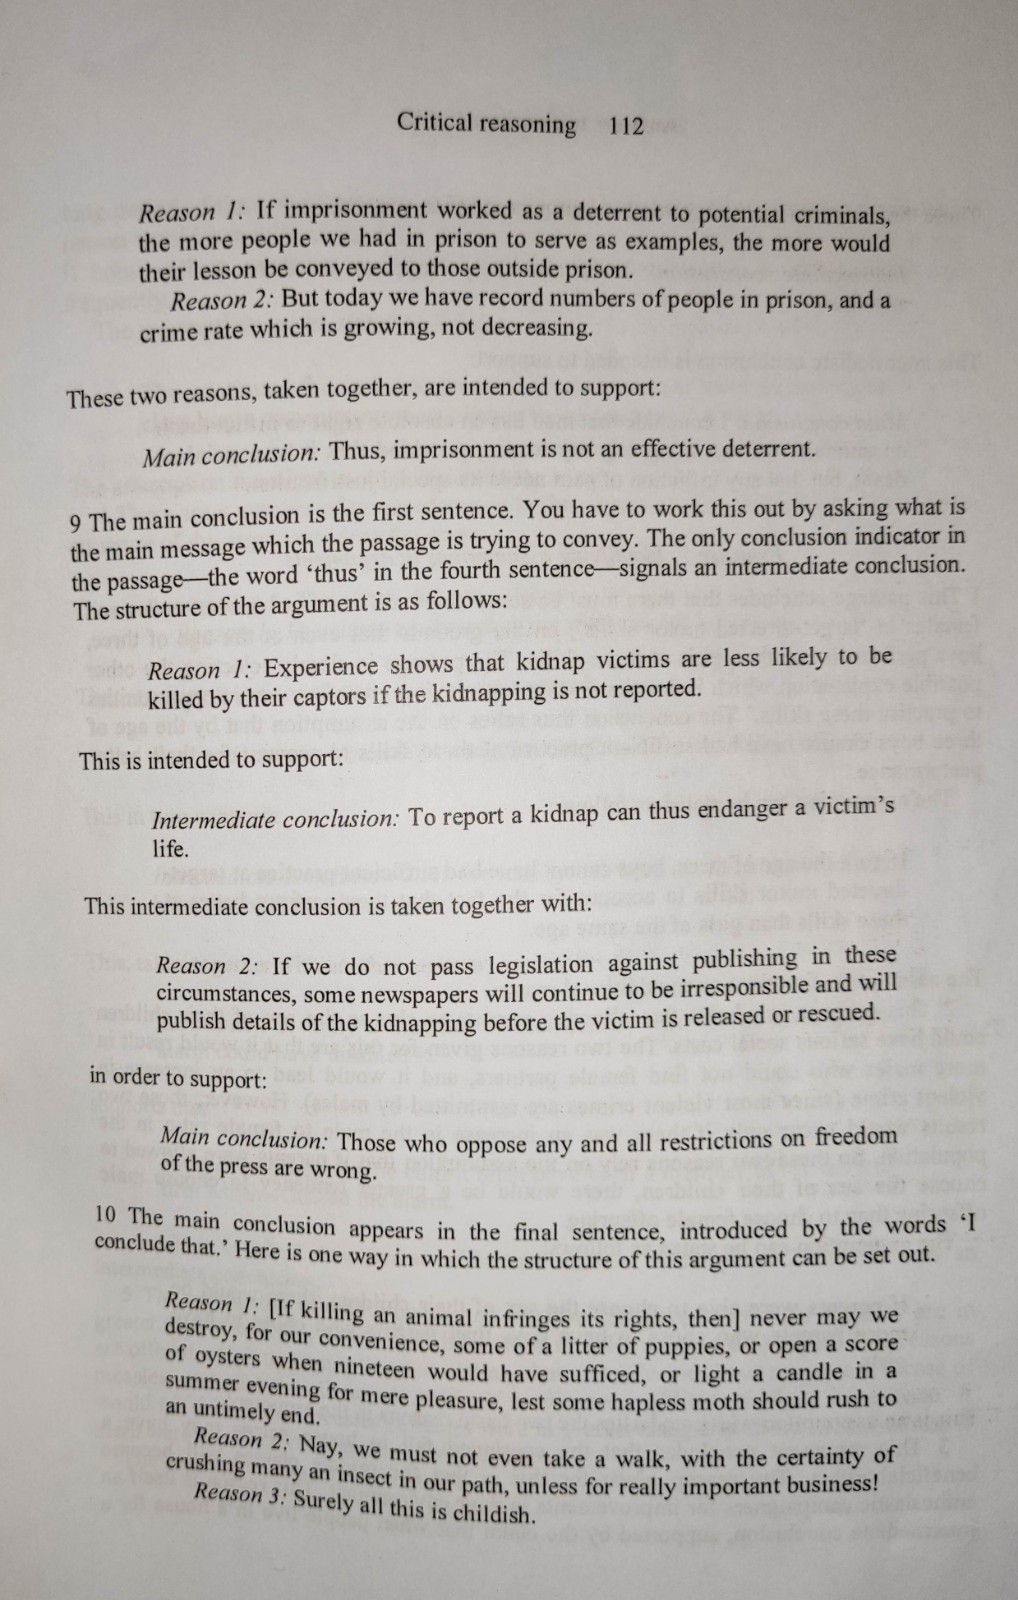 Critical reasoning 112
Reason 1: If imprisonment worked as a deterrent to potential criminals,
the more people we had in prison to serve as examples, the more would
their lesson be conveyed to those outside prison.
Reason 2: But today we have record numbers of people in prison, and a
crime rate which is growing, not decreasing.
These two reasons, taken together, are intended to support:
Main conclusion: Thus, imprisonment is not an effective deterrent.
9 The main conclusion is the first sentence. You have to work this out by asking what is
the main message which the passage is trying to convey. The only conclusion indicator in
the passage—the word ‘thus’ in the fourth sentence—signals an intermediate conclusion.
The structure of the argument is as follows:
Reason 1: Experience shows that kidnap victims are less likely to be
killed by their captors if the kidnapping is not reported.
This is intended to support:
Intermediate conclusion: To report a kidnap can thus endanger a victim’s
life.
This intermediate conclusion is taken together with:
Reason 2: If we do not pass legislation against publishing in these
circumstances, some newspapers will continue to be irresponsible and will
publish details of the kidnapping before the victim is released or rescued.
in order to support:
Main conclusion: Those who oppose any and all restrictions on freedom
of the press are wrong.
10 The main conclusion appears in the final sentence, introduced by the words ‘I
conclude that.’ Here is one way in which the structure of this argument can be set out.
Reason 1: [If killing an animal infringes its rights, then] never may we
destroy, for our convenience, some of a litter of puppies, or open a score
of oysters when nineteen would have sufficed, or light a candle in a
summer evening for mere pleasure, lest some hapless moth should rush to
an untimely end.
Reason 2: Nay, we must not even take a walk, with the certainty of
crushing many an insect in our path, unless for really important business!
Reason 3: Surely all this is childish.